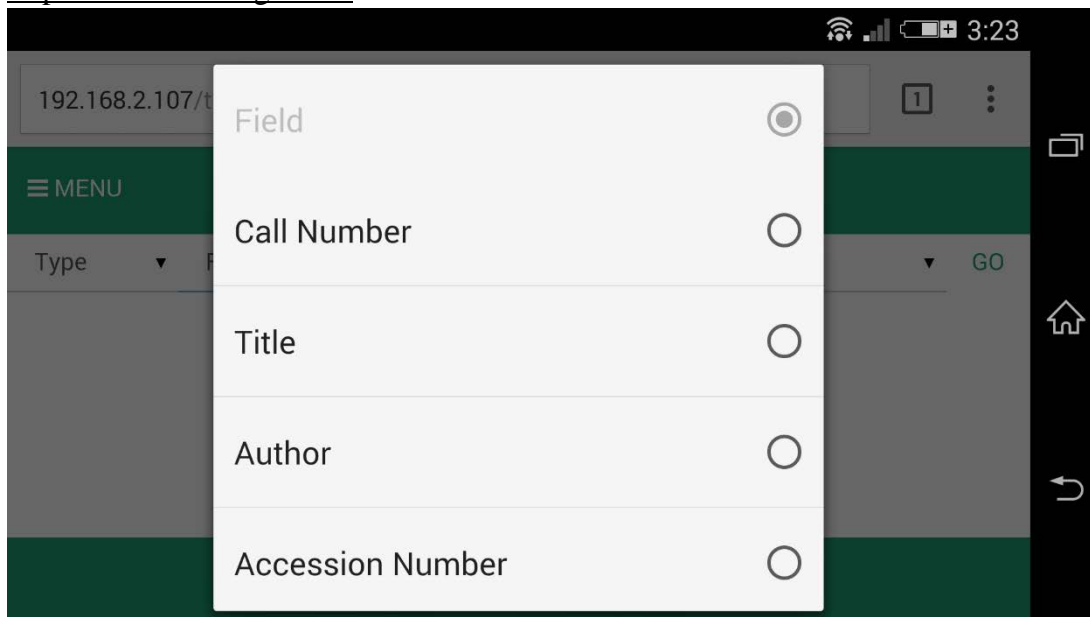 3:23
192.168.2.107/t
1
MENU
Type
F
GO
Field
Call Number
Title
Author
Accession Number